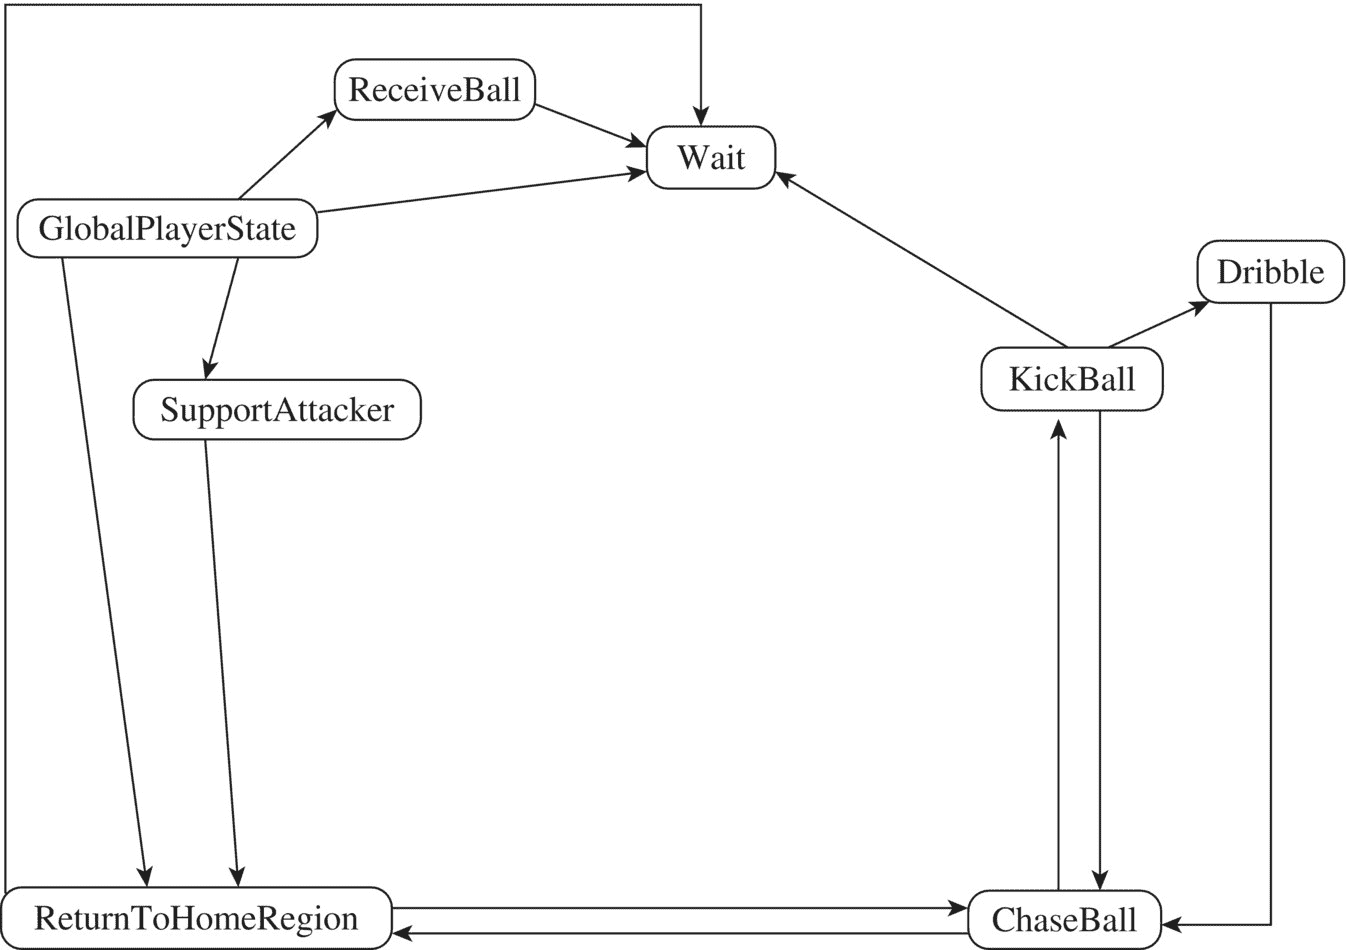 ReceiveBall
Wait
GlobalPlayerState
Dribble
KickBall
SupportAttacker
ReturnToHomeRegion
ChaseBall